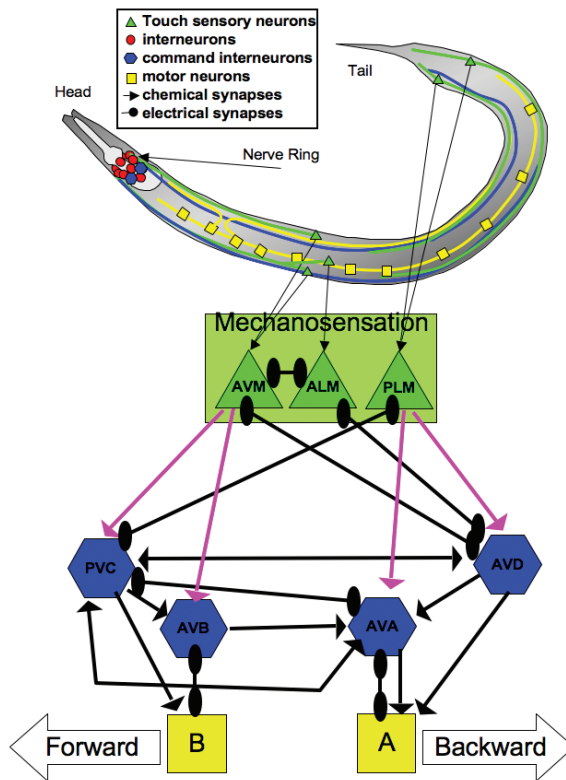 Touch sensory neurons
interneurons
command interneurons
motor neurons
chemical synapses
electrical synapses
Head
Tail
Nerve Ring
Mechanosensation
AVM
ALM
PLM
PVC
AVD
AVB
AVA
B
A
Forward
Backward